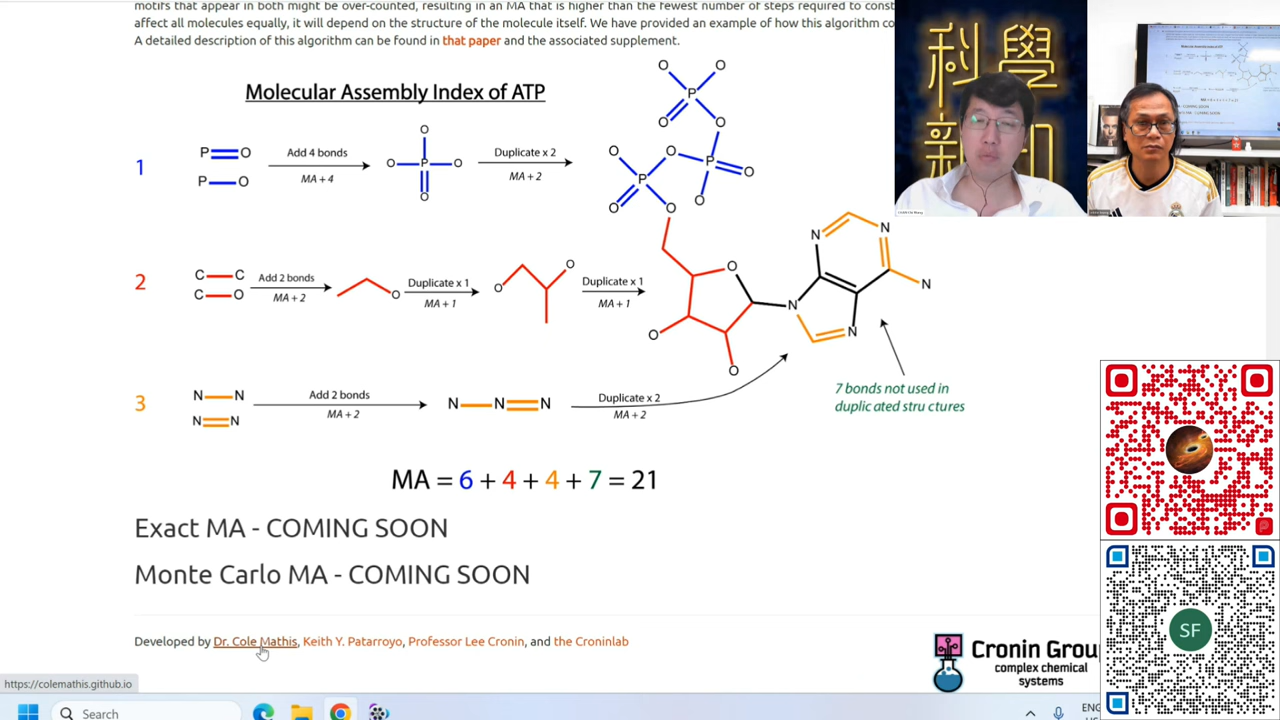 motifs that appear in both might be over-counted, resulting in an MA that is higher than the fewest number of steps required to const
affect all molecules equally, it will depend on the structure of the molecule itself. We have provided an example of how this algorithm co
A detailed description of this algorithm can be found in that paper and the associated supplement.
科學
新知
Molecular Assembly Index of ATP
1
P O
P O
Add 4 bonds
MA + 4
O
O P O
O
Duplicate x 2
MA + 2
O O
P
O O
O O P O
P
O O O
2
C C
C O
Add 2 bonds
MA + 2
O
Duplicate x 1
MA + 1
O O
Duplicate x 1
MA + 1
O
O
O
N N
N
N N
3
N N
N N
Add 2 bonds
MA + 2
N N N
Duplicate x 2
MA + 2
7 bonds not used in
duplicated structures
MA = 6 + 4 + 4 + 7 = 21
Exact MA - COMING SOON
Monte Carlo MA - COMING SOON
Developed by Dr. Cole Mathis, Keith Y. Patarroyo, Professor Lee Cronin, and the Croninlab
Cronin Group
complex chemical
systems
SF
https://colemathis.github.io
Search
ENG